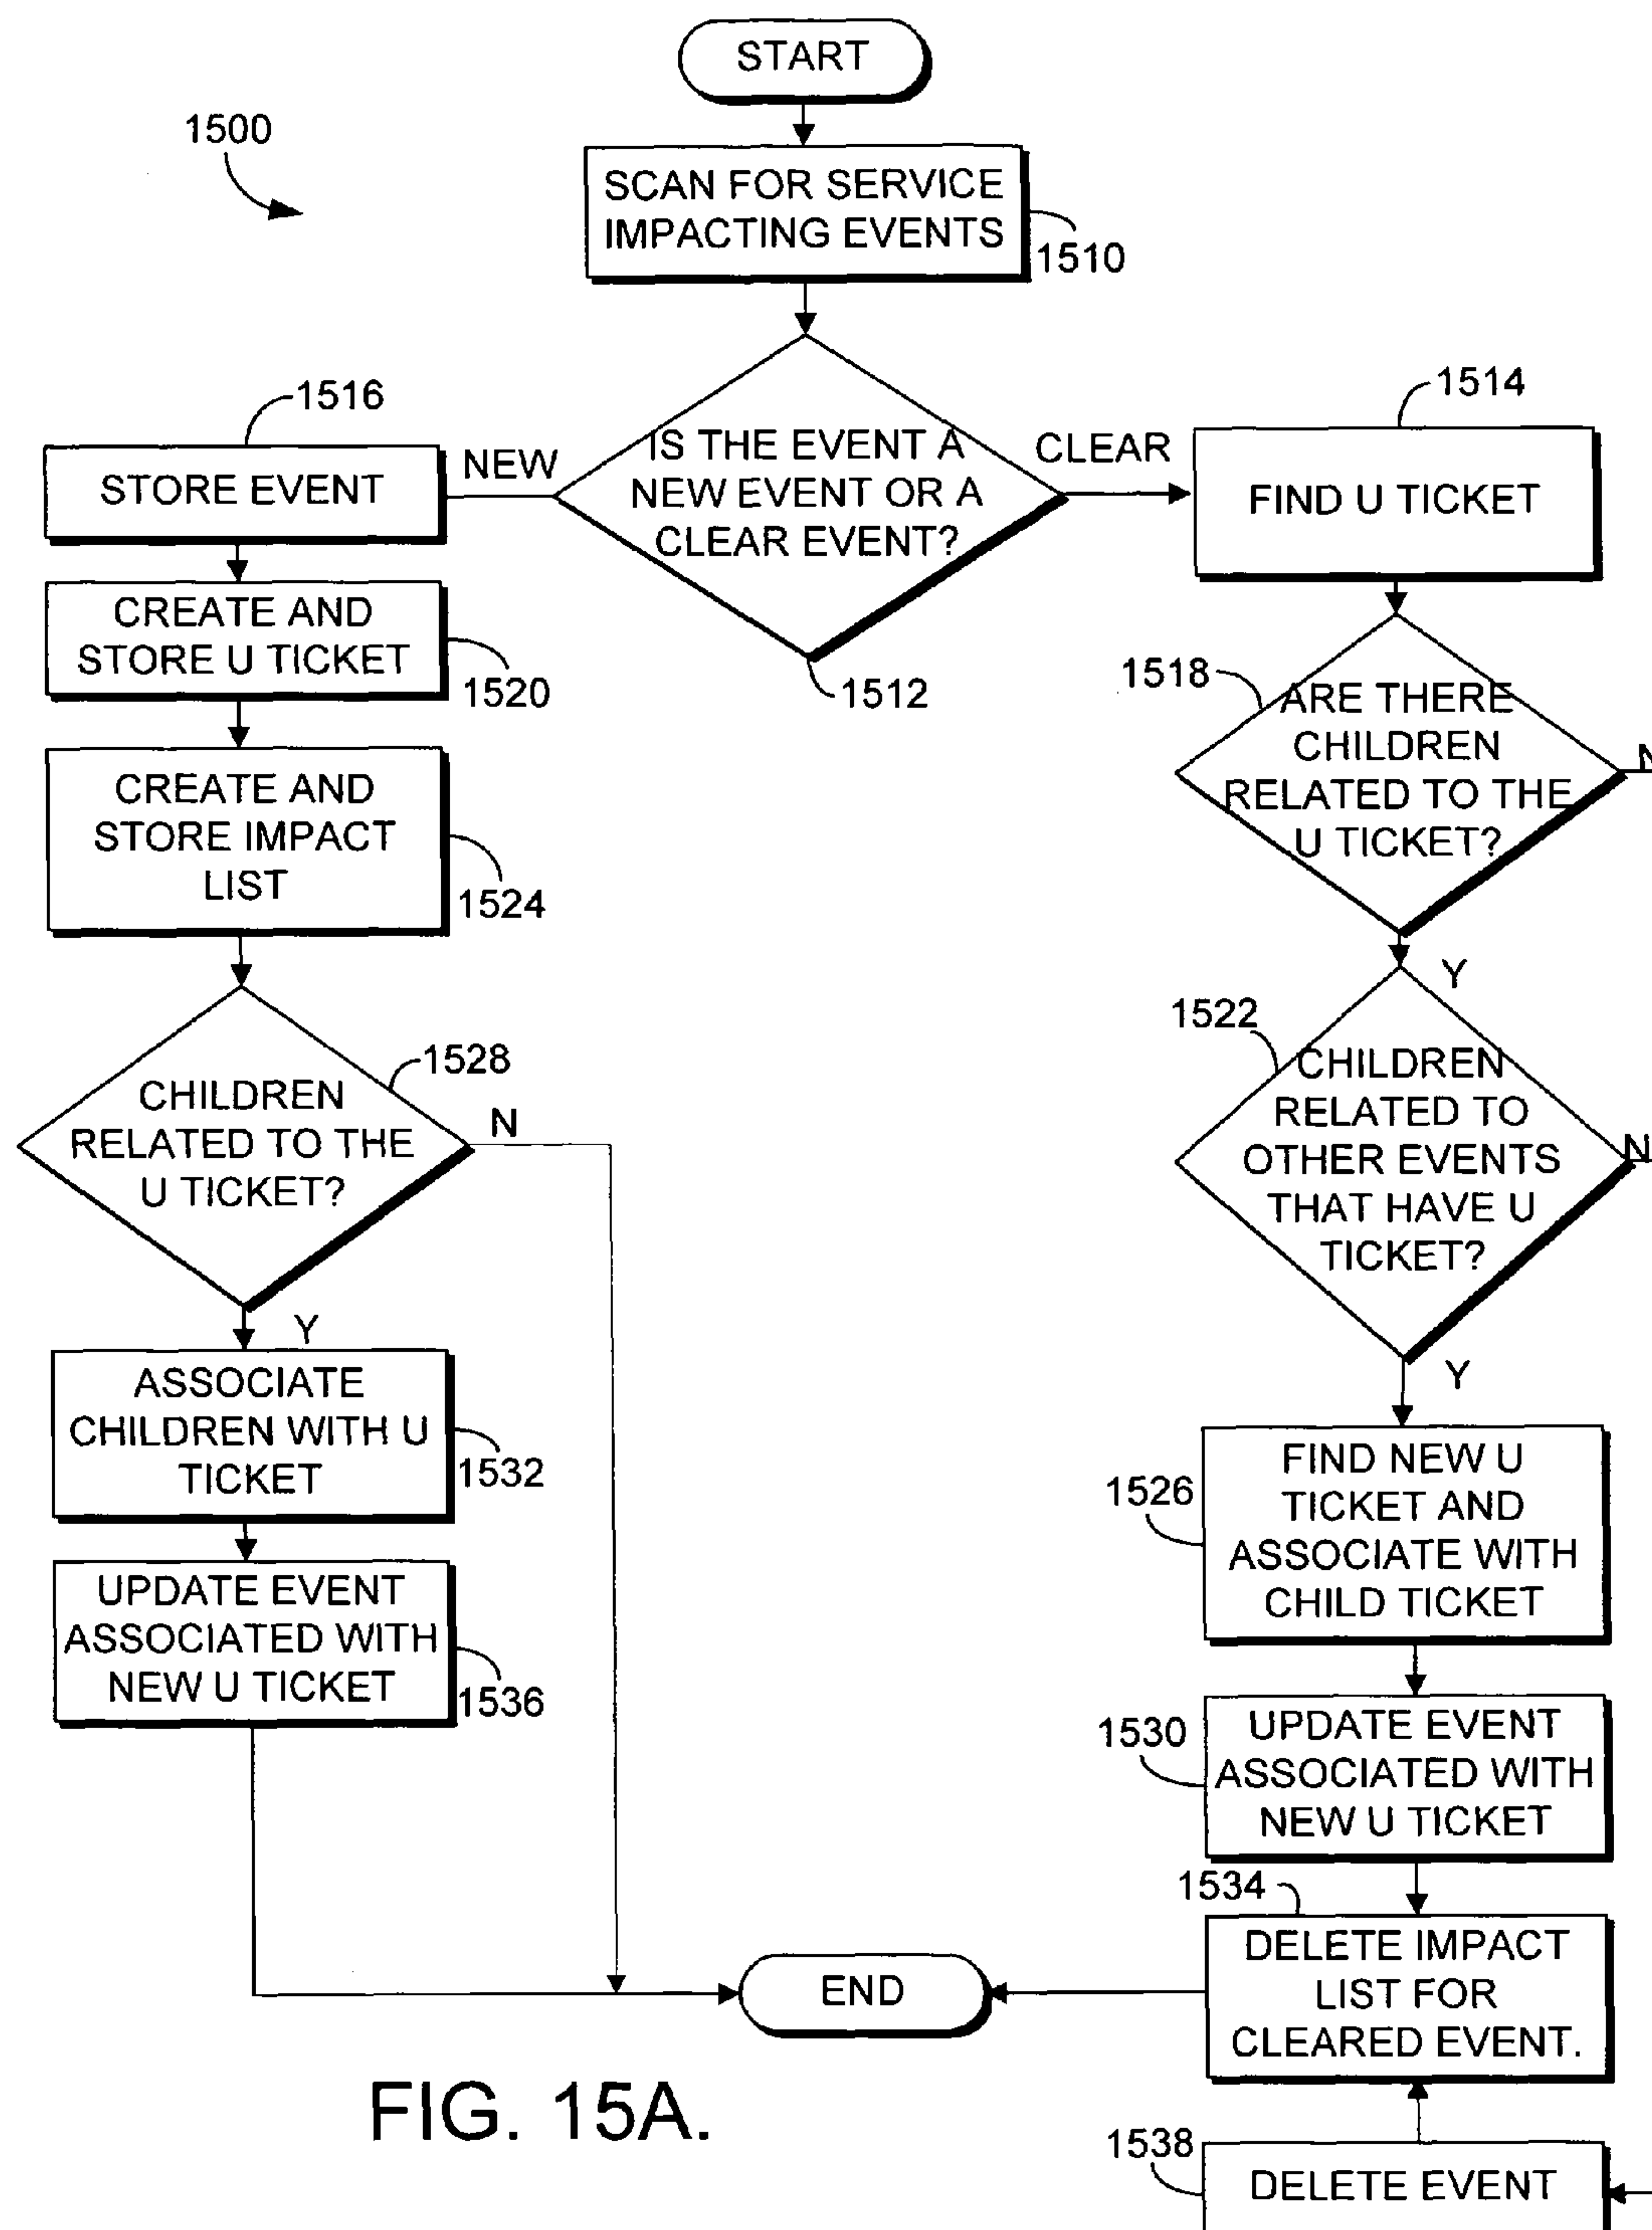 START
1500
SCAN FOR SERVICE
IMPACTING EVENTS
1510
IS THE EVENT A
NEW EVENT OR A
CLEAR EVENT?
1512
NEW
CLEAR
1516
STORE EVENT
CREATE AND
STORE U TICKET
1520
CREATE AND
STORE IMPACT
LIST
1524
CHILDREN
RELATED TO THE
U TICKET?
1528
N
Y
ASSOCIATE
CHILDREN WITH U
TICKET
1532
UPDATE EVENT
ASSOCIATED WITH
NEW U TICKET
1536
1514
FIND U TICKET
1518
ARE THERE
CHILDREN
RELATED TO THE
U TICKET?
N
Y
1522
CHILDREN
RELATED TO
OTHER EVENTS
THAT HAVE U
TICKET?
N
Y
1526
FIND NEW U
TICKET AND
ASSOCIATE WITH
CHILD TICKET
1530
UPDATE EVENT
ASSOCIATED WITH
NEW U TICKET
1534
DELETE IMPACT
LIST FOR
CLEARED EVENT.
END
1538
DELETE EVENT
FIG. 15A.